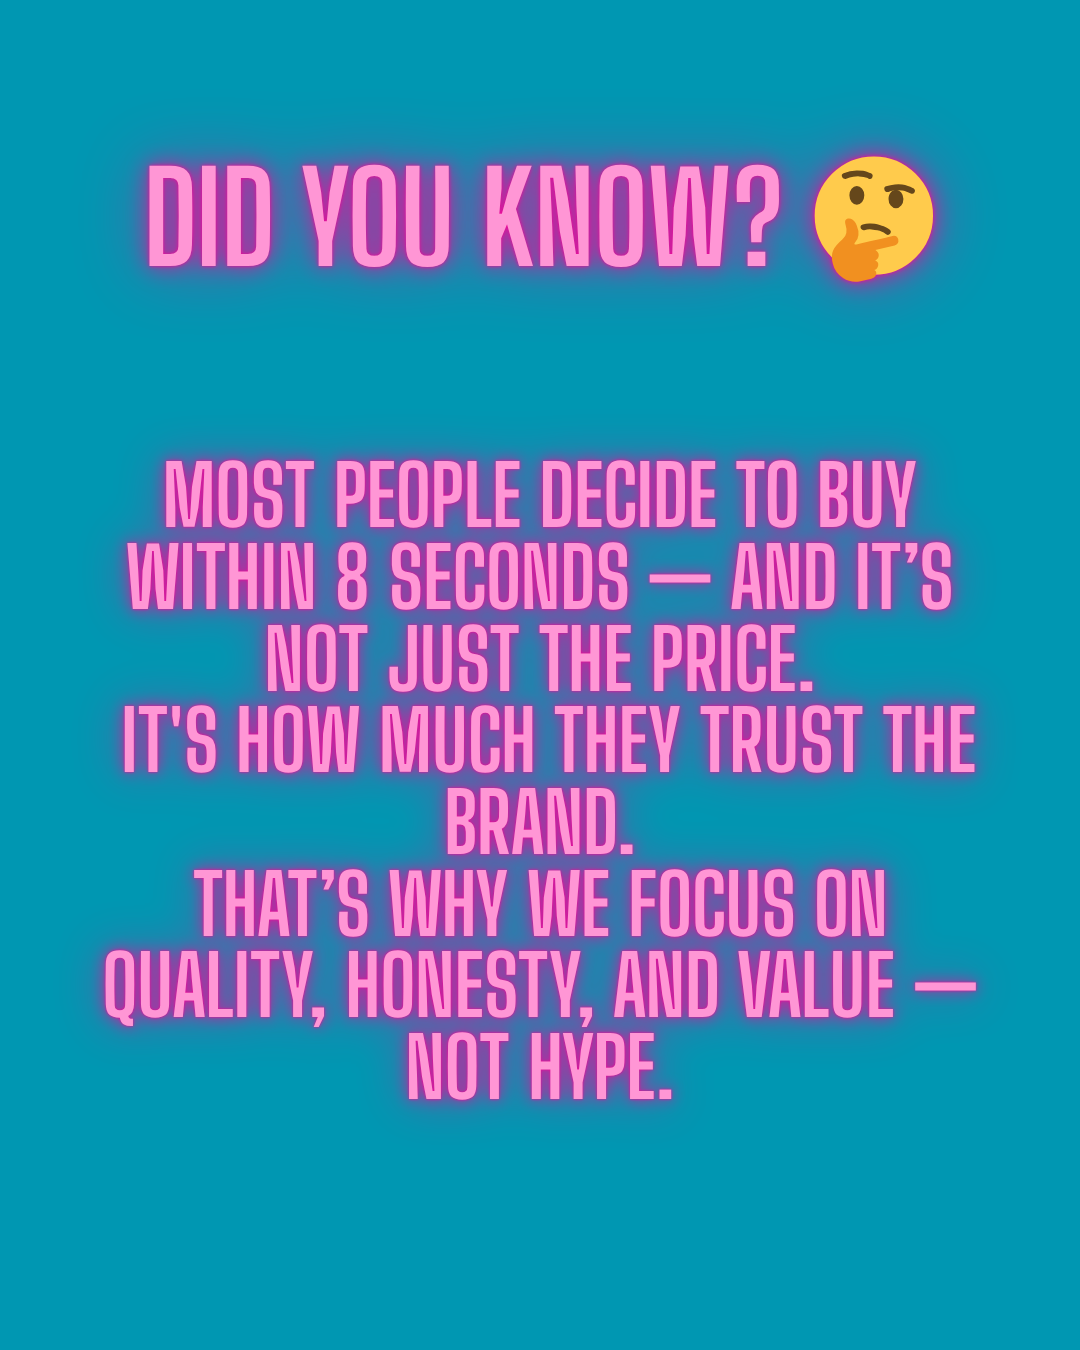 DID YOU KNOW? 🤔
MOST PEOPLE DECIDE TO BUY
WITHIN 8 SECONDS — AND IT’S
NOT JUST THE PRICE.
IT'S HOW MUCH THEY TRUST THE
BRAND.
THAT’S WHY WE FOCUS ON
QUALITY, HONESTY, AND VALUE —
NOT HYPE.